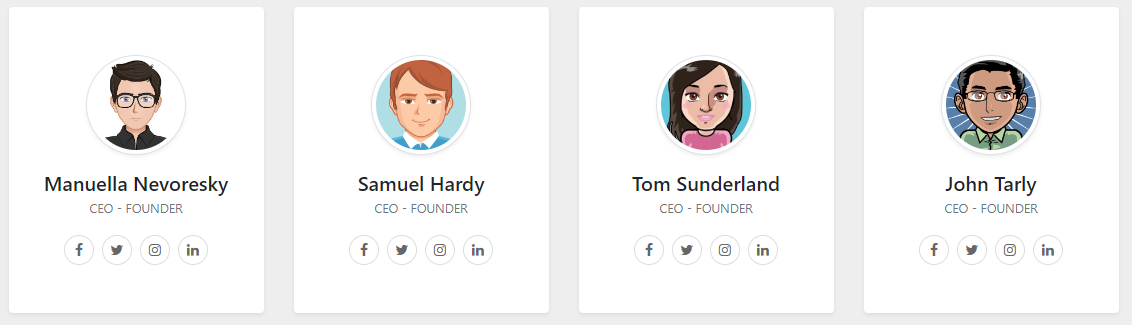 Manuella Nevoresky
CEO - FOUNDER
Samuel Hardy
CEO - FOUNDER
Tom Sunderland
CEO - FOUNDER
John Tarly
CEO - FOUNDER